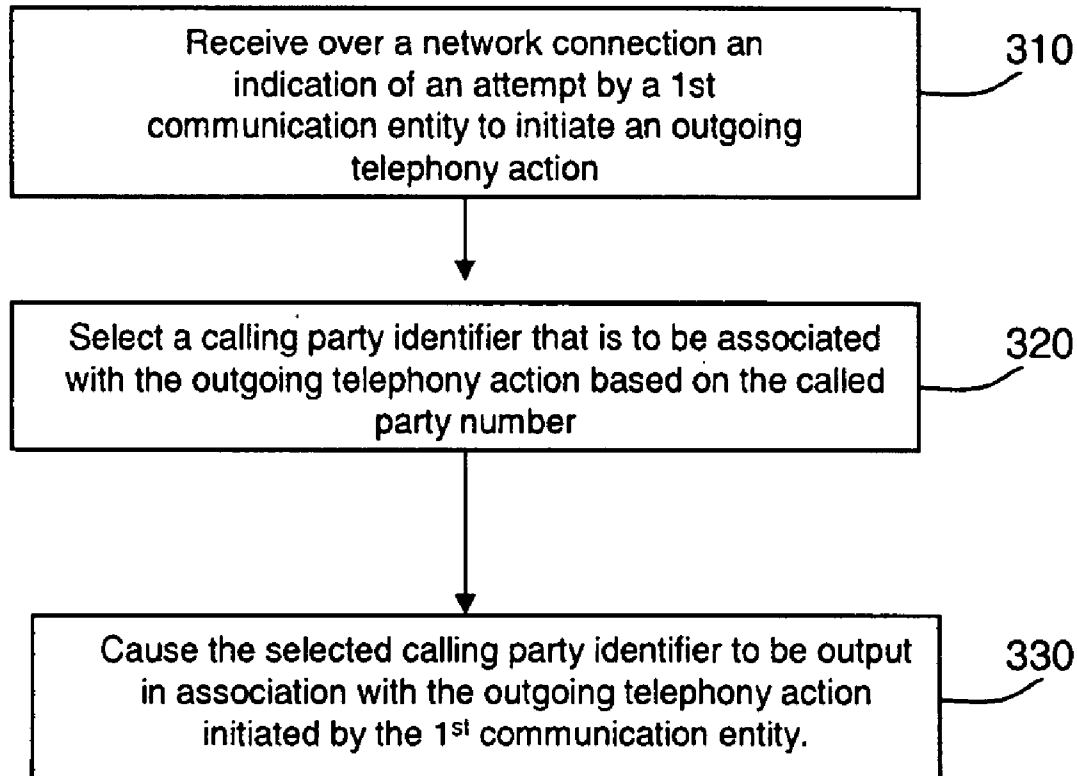 Receive over a network connection an
indication of an attempt by a 1st
communication entity to initiate an outgoing
telephony action
310
Select a calling party identifier that is to be associated
with the outgoing telephony action based on the called
party number
320
Cause the selected calling party identifier to be output
in association with the outgoing telephony action
initiated by the 1st communication entity.
330